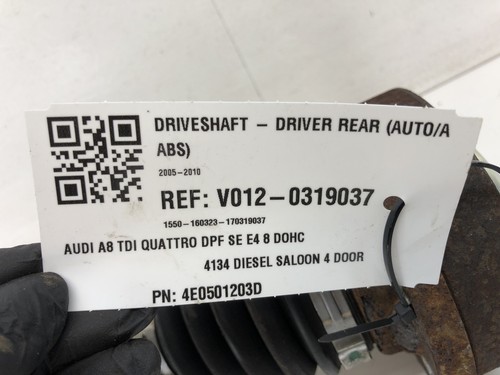 DRIVESHAFT - DRIVER REAR (AUTO/A
ABS)
2005-2010
REF: V012-0319037
1550-160323-170319037
AUDI A8 TDI QUATTRO DPF SE E4 8 DOHC
4134 DIESEL SALOON 4 DOOR
PN: 4E0501203D